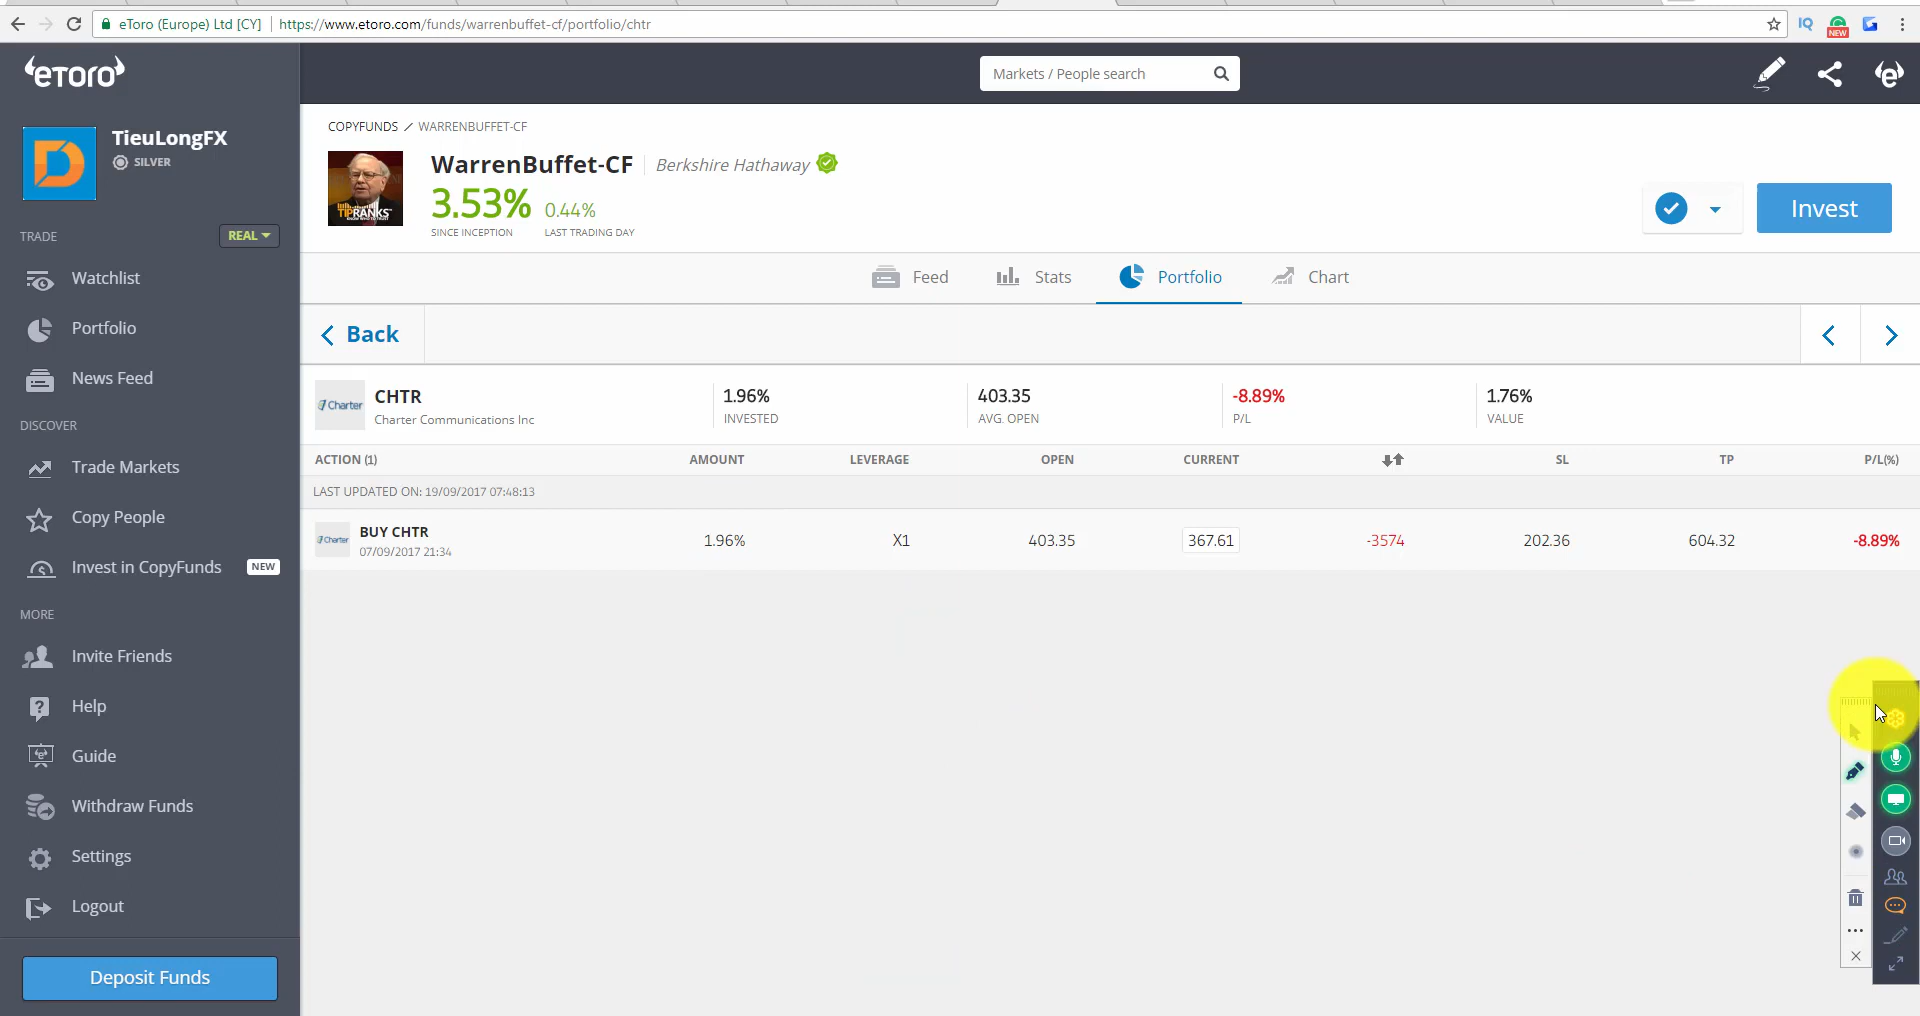 eToro (Europe) Ltd [CY] https://www.etoro.com/funds/warrenbuffet-cf/portfolio/chtr
IQ
NEW
eToro
Markets / People search
TieuLongFX
SILVER
TRADE
REAL
Watchlist
Portfolio
News Feed
DISCOVER
Trade Markets
Copy People
Invest in CopyFunds NEW
MORE
Invite Friends
Help
Guide
Withdraw Funds
Settings
Logout
Deposit Funds
COPYFUNDS / WARRENBUFFET-CF
TIPRANKS
WarrenBuffet-CF Berkshire Hathaway
3.53% 0.44%
SINCE INCEPTION LAST TRADING DAY
Invest
Feed Stats Portfolio Chart
Back
Charter
CHTR 1.96% 403.35 -8.89% 1.76%
Charter Communications Inc INVESTED AVG. OPEN P/L VALUE
ACTION (1) AMOUNT LEVERAGE OPEN CURRENT SL TP P/L(%)
LAST UPDATED ON: 19/09/2017 07:48:13
Charter
BUY CHTR 1.96% X1 403.35 367.61 -3574 202.36 604.32 -8.89%
07/09/2017 21:34